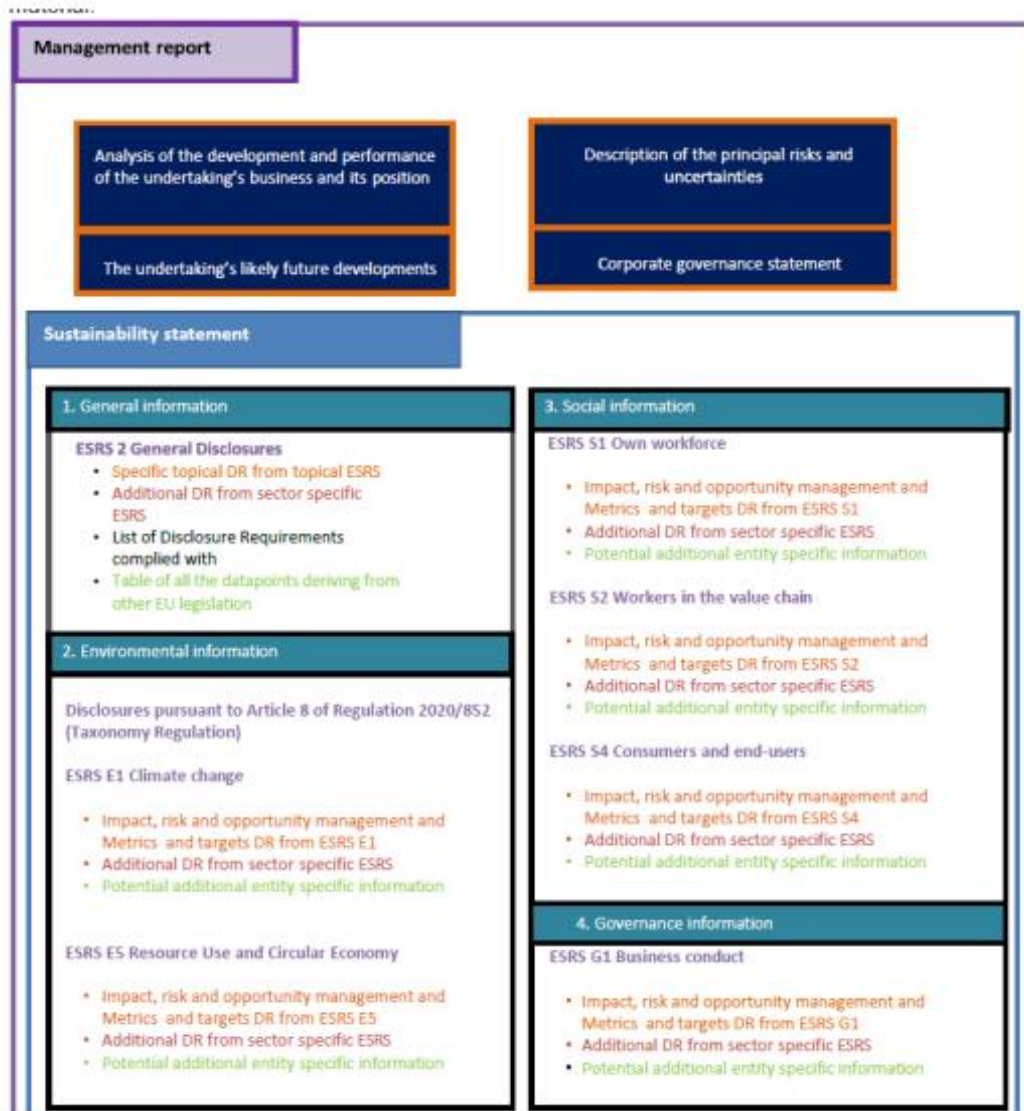 Management report
Analysis of the development and performance
of the undertaking's business and its position
The undertaking's likely future developments
Description of the principal risks and
uncertainties
Corporate governance statement
Sustainability statement
1. General information
ESRS 2 General Disclosures
• Specific topical DR from topical ESRS
• Additional DR from sector specific
ESRS
• List of Disclosure Requirements
complied with
• Table of all the datapoints deriving from
other EU legislation
2. Environmental information
Disclosures pursuant to Article 8 of Regulation 2020/852
(Taxonomy Regulation)
ESRS E1 Climate change
• Impact, risk and opportunity management and
Metrics and targets DR from ESRS E1
• Additional DR from sector specific ESRS
• Potential additional entity specific information
ESRS E5 Resource Use and Circular Economy
• Impact, risk and opportunity management and
Metrics and targets DR from ESRS E5
• Additional DR from sector specific ESRS
• Potential additional entity specific information
3. Social information
ESRS S1 Own workforce
• Impact, risk and opportunity management and
Metrics and targets DR from ESRS S1
• Additional DR from sector specific ESRS
• Potential additional entity specific information
ESRS S2 Workers in the value chain
• Impact, risk and opportunity management and
Metrics and targets DR from ESRS S2
• Additional DR from sector specific ESRS
• Potential additional entity specific information
ESRS S4 Consumers and end-users
• Impact, risk and opportunity management and
Metrics and targets DR from ESRS S4
• Additional DR from sector specific ESRS
• Potential additional entity specific information
4. Governance information
ESRS G1 Business conduct
• Impact, risk and opportunity management and
Metrics and targets DR from ESRS G1
• Additional DR from sector specific ESRS
• Potential additional entity specific information